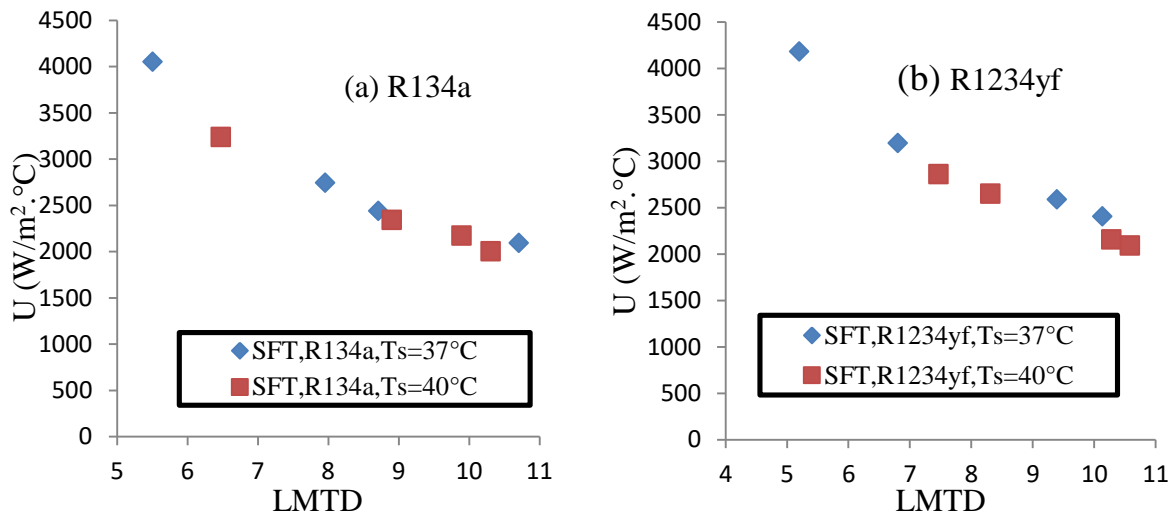 (a) R134a
U (W/m².°C)
4500
4000
3500
3000
2500
2000
1500
1000
500
0
SFT,R134a,Ts=37°C
SFT,R134a,Ts=40°C
5 6 7 8 9 10 11
LMTD
(b) R1234yf
U (W/m².°C)
4500
4000
3500
3000
2500
2000
1500
1000
500
0
SFT,R1234yf,Ts=37°C
SFT,R1234yf,Ts=40°C
4 5 6 7 8 9 10 11
LMTD